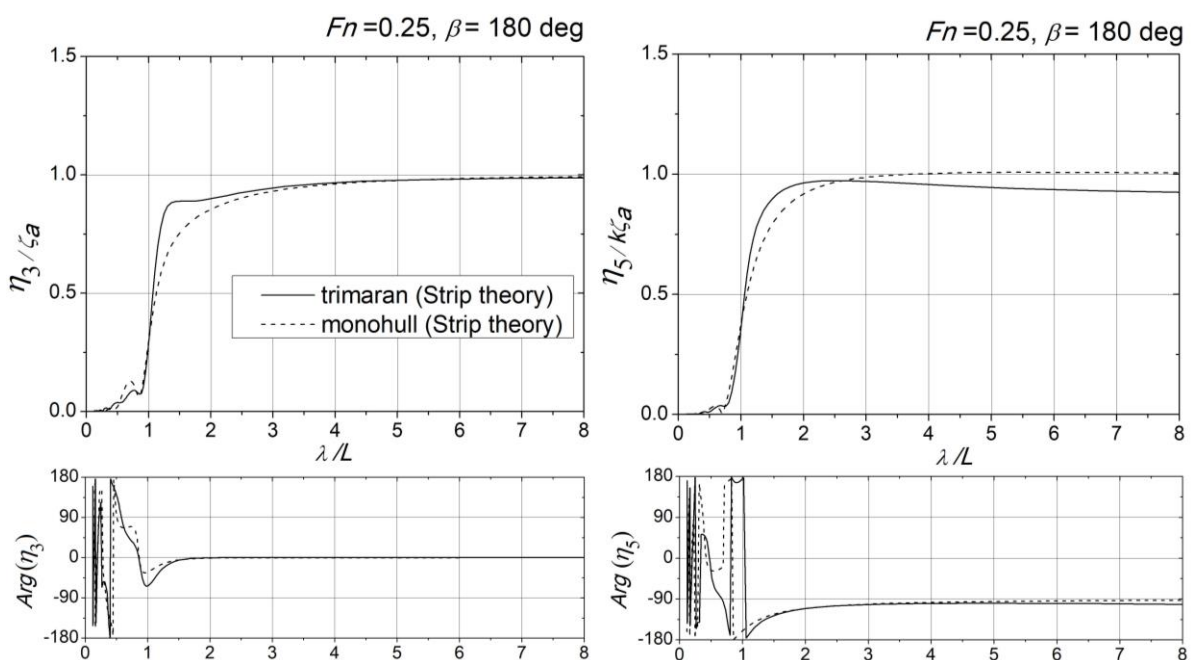 Fn=0.25, β= 180 deg
1.5
1.0
0.5
0.0
η3/ζa
trimaran (Strip theory)
monohull (Strip theory)
0 1 2 3 4 5 6 7 8
λ/L
180
90
0
-90
-180
Arg(η3)
0 1 2 3 4 5 6 7 8
Fn=0.25, β= 180 deg
1.5
1.0
0.5
0.0
η5/kζa
0 1 2 3 4 5 6 7 8
λ/L
180
90
0
-90
-180
Arg(η5)
0 1 2 3 4 5 6 7 8